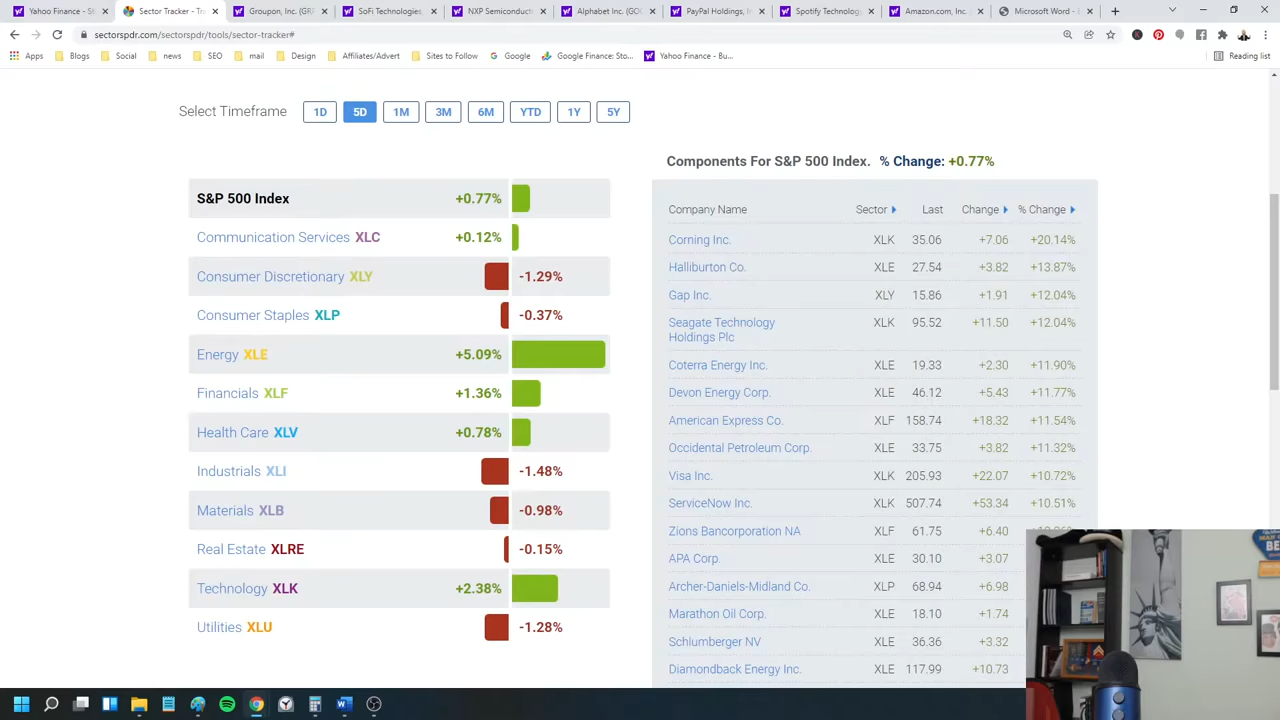 Yahoo Finance - St
Sector Tracker - Tra
Groupon, Inc. (GRP
SoFi Technologies
NXP Semiconducto
Alphabet Inc. (GOO
PayPal Holdings, In
Spotify Technology
Amazon.com, Inc.
Microsoft Word - B
sectorspdr.com/sectorspdr/tools/sector-tracker#
Apps
Blogs
Social
news
SEO
mail
Design
Affiliates/Advert
Sites to Follow
Google
Google Finance: Sto...
Yahoo Finance - Bu...
Reading list
Select Timeframe 1D 5D 1M 3M 6M YTD 1Y 5Y
S&P 500 Index +0.77%
Communication Services XLC +0.12%
Consumer Discretionary XLY -1.29%
Consumer Staples XLP -0.37%
Energy XLE +5.09%
Financials XLF +1.36%
Health Care XLV +0.78%
Industrials XLI -1.48%
Materials XLB -0.98%
Real Estate XLRE -0.15%
Technology XLK +2.38%
Utilities XLU -1.28%
Components For S&P 500 Index. % Change: +0.77%
Company Name Sector Last Change % Change
Corning Inc. XLK 35.06 +7.06 +20.14%
Halliburton Co. XLE 27.54 +3.82 +13.87%
Gap Inc. XLY 15.86 +1.91 +12.04%
Seagate Technology XLK 95.52 +11.50 +12.04%
Holdings Plc
Coterra Energy Inc. XLE 19.33 +2.30 +11.90%
Devon Energy Corp. XLE 46.12 +5.43 +11.77%
American Express Co. XLF 158.74 +18.32 +11.54%
Occidental Petroleum Corp. XLE 33.75 +3.82 +11.32%
Visa Inc. XLK 205.93 +22.07 +10.72%
ServiceNow Inc. XLK 507.74 +53.34 +10.51%
Zions Bancorporation NA XLF 61.75 +6.40
APA Corp. XLE 30.10 +3.07
Archer-Daniels-Midland Co. XLP 68.94 +6.98
Marathon Oil Corp. XLE 18.10 +1.74
Schlumberger NV XLE 36.36 +3.32
Diamondback Energy Inc. XLE 117.99 +10.73